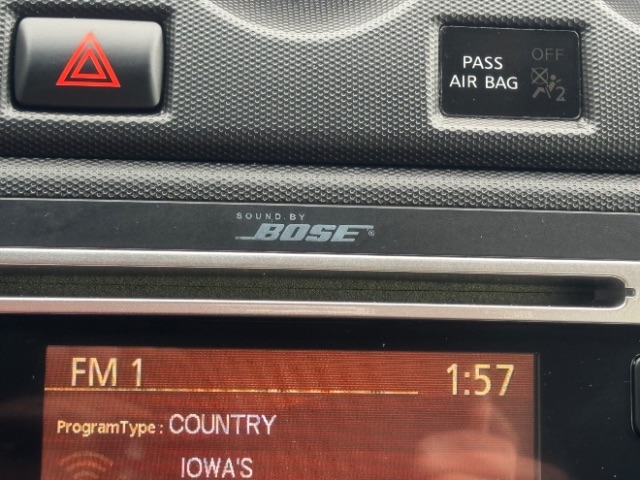 PASS OFF
AIR BAG 2
SOUND BY
BOSE
FM 1 1:57
ProgramType : COUNTRY
IOWA'S